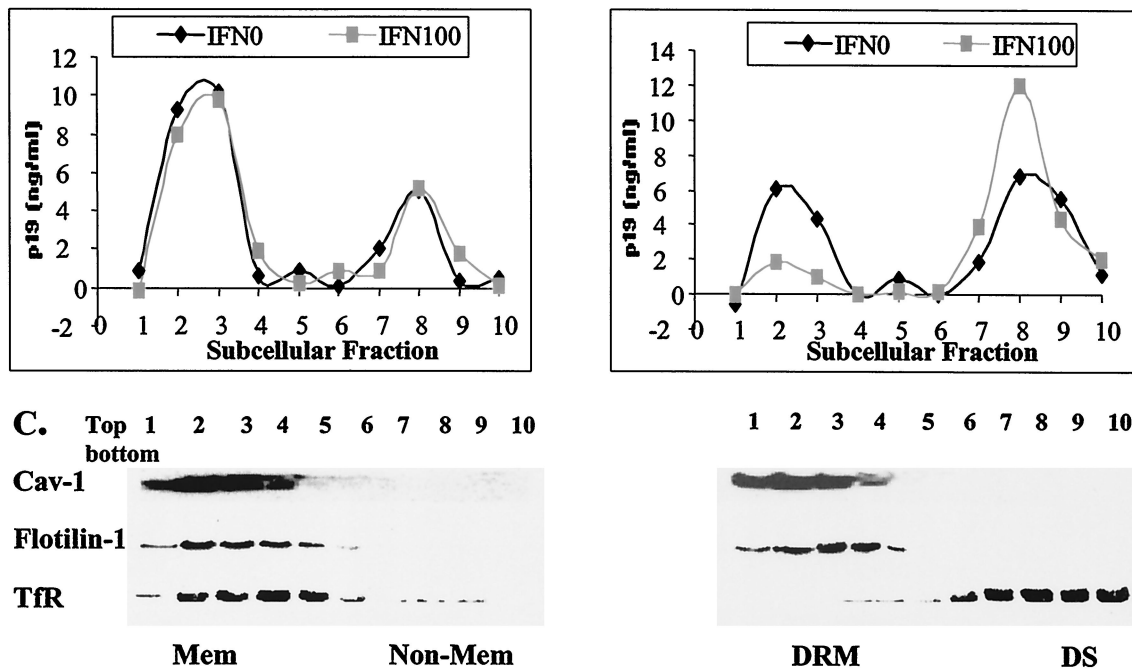 IFN0 IFN100
12
10
8
6
4
2
0
-2
p19 (ng/ml)
0 1 2 3 4 5 6 7 8 9 10
Subcellular Fraction
IFN0 IFN100
14
12
10
8
6
4
2
0
-2
p19 (ng/ml)
0 1 2 3 4 5 6 7 8 9 10
Subcellular Fraction
C. Top 1 2 3 4 5 6 7 8 9 10
bottom
1 2 3 4 5 6 7 8 9 10
Cav-1
Flotilin-1
TfR
Mem Non-Mem
DRM DS